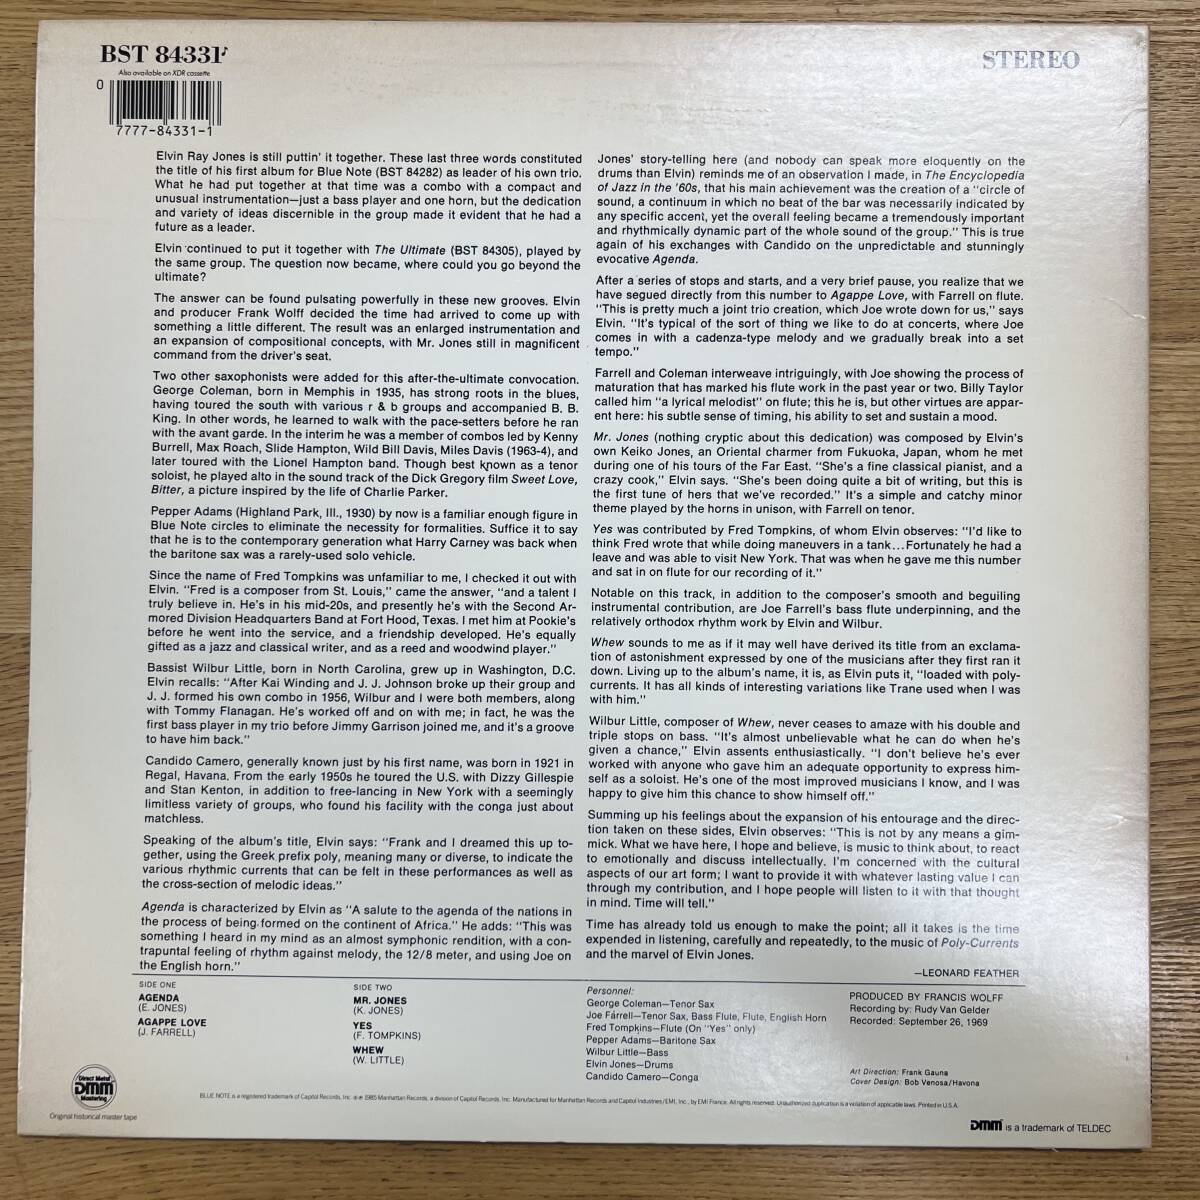 BST 84331
STEREO
Also available on XDR cassette
0
7777-84331-1
Elvin Ray Jones is still puttin' it together. These last three words constituted
the title of his first album for Blue Note (BST 84282) as leader of his own trio.
What he had put together at that time was a combo with a compact and
unusual instrumentation—just a bass player and one horn, but the dedication
and variety of ideas discernible in the group made it evident that he had a
future as a leader.
Elvin continued to put it together with The Ultimate (BST 84305), played by
the same group. The question now became, where could you go beyond the
ultimate?
The answer can be found pulsating powerfully in these new grooves. Elvin
and producer Frank Wolff decided the time had arrived to come up with
something a little different. The result was an enlarged instrumentation and
an expansion of compositional concepts, with Mr. Jones still in magnificent
command from the driver's seat.
Two other saxophonists were added for this after-the-ultimate convocation.
George Coleman, born in Memphis in 1935, has strong roots in the blues,
having toured the south with various r & b groups and accompanied B. B.
King. In other words, he learned to walk with the pace-setters before he ran
with the avant garde. In the interim he was a member of combos led by Kenny
Burrell, Max Roach, Slide Hampton, Wild Bill Davis, Miles Davis (1963-4), and
later toured with the Lionel Hampton band. Though best known as a tenor
soloist, he played alto in the sound track of the Dick Gregory film Sweet Love,
Bitter, a picture inspired by the life of Charlie Parker.
Pepper Adams (Highland Park, Ill., 1930) by now is a familiar enough figure in
Blue Note circles to eliminate the necessity for formalities. Suffice it to say
that he is to the contemporary generation what Harry Carney was back when
the baritone sax was a rarely-used solo vehicle.
Since the name of Fred Tompkins was unfamiliar to me, I checked it out with
Elvin. "Fred is a composer from St. Louis," came the answer, "and a talent I
truly believe in. He's in his mid-20s, and presently he's with the Second Ar-
mored Division Headquarters Band at Fort Hood, Texas. I met him at Pookie's
before he went into the service, and a friendship developed. He's equally
gifted as a jazz and classical writer, and as a reed and woodwind player."
Bassist Wilbur Little, born in North Carolina, grew up in Washington, D.C.
Elvin recalls: "After Kai Winding and J. J. Johnson broke up their group and
J. J. formed his own combo in 1956, Wilbur and I were both members, along
with Tommy Flanagan. He's worked off and on with me; in fact, he was the
first bass player in my trio before Jimmy Garrison joined me, and it's a groove
to have him back."
Candido Camero, generally known just by his first name, was born in 1921 in
Regal, Havana. From the early 1950s he toured the U.S. with Dizzy Gillespie
and Stan Kenton, in addition to free-lancing in New York with a seemingly
limitless variety of groups, who found his facility with the conga just about
matchless.
Speaking of the album's title, Elvin says: "Frank and I dreamed this up to-
gether, using the Greek prefix poly, meaning many or diverse, to indicate the
various rhythmic currents that can be felt in these performances as well as
the cross-section of melodic ideas."
Agenda is characterized by Elvin as "A salute to the agenda of the nations in
the process of being formed on the continent of Africa." He adds: "This was
something I heard in my mind as an almost symphonic rendition, with a con-
trapuntal feeling of rhythm against melody, the 12/8 meter, and using Joe on
the English horn."
Jones' story-telling here (and nobody can speak more eloquently on the
drums than Elvin) reminds me of an observation I made, in The Encyclopedia
of Jazz in the '60s, that his main achievement was the creation of a "circle of
sound, a continuum in which no beat of the bar was necessarily indicated by
any specific accent, yet the overall feeling became a tremendously important
and rhythmically dynamic part of the whole sound of the group." This is true
again of his exchanges with Candido on the unpredictable and stunningly
evocative Agenda.
After a series of stops and starts, and a very brief pause, you realize that we
have segued directly from this number to Agappe Love, with Farrell on flute.
"This is pretty much a joint trio creation, which Joe wrote down for us," says
Elvin. "It's typical of the sort of thing we like to do at concerts, where Joe
comes in with a cadenza-type melody and we gradually break into a set
tempo."
Farrell and Coleman interweave intriguingly, with Joe showing the process of
maturation that has marked his flute work in the past year or two. Billy Taylor
called him "a lyrical melodist" on flute; this he is, but other virtues are appar-
ent here: his subtle sense of timing, his ability to set and sustain a mood.
Mr. Jones (nothing cryptic about this dedication) was composed by Elvin's
own Keiko Jones, an Oriental charmer from Fukuoka, Japan, whom he met
during one of his tours of the Far East. "She's a fine classical pianist, and a
crazy cook," Elvin says. "She's been doing quite a bit of writing, but this is
the first tune of hers that we've recorded." It's a simple and catchy minor
theme played by the horns in unison, with Farrell on tenor.
Yes was contributed by Fred Tompkins, of whom Elvin observes: "I'd like to
think Fred wrote that while doing maneuvers in a tank...Fortunately he had a
leave and was able to visit New York. That was when he gave me this number
and sat in on flute for our recording of it."
Notable on this track, in addition to the composer's smooth and beguiling
instrumental contribution, are Joe Farrell's bass flute underpinning, and the
relatively orthodox rhythm work by Elvin and Wilbur.
Whew sounds to me as if it may well have derived its title from an exclama-
tion of astonishment expressed by one of the musicians after they first ran it
down. Living up to the album's name, it is, as Elvin puts it, "loaded with poly-
currents. It has all kinds of interesting variations like Trane used when I was
with him."
Wilbur Little, composer of Whew, never ceases to amaze with his double and
triple stops on bass. "It's almost unbelievable what he can do when he's
given a chance," Elvin assents enthusiastically. "I don't believe he's ever
worked with anyone who gave him an adequate opportunity to express him-
self as a soloist. He's one of the most improved musicians I know, and I was
happy to give him this chance to show himself off."
Summing up his feelings about the expansion of his entourage and the direc-
tion taken on these sides, Elvin observes: "This is not by any means a gim-
mick. What we have here, I hope and believe, is music to think about, to react
to emotionally and discuss intellectually. I'm concerned with the cultural
aspects of our art form; I want to provide it with whatever lasting value I can
through my contribution, and I hope people will listen to it with that thought
in mind. Time will tell."
Time has already told us enough to make the point; all it takes is the time
expended in listening, carefully and repeatedly, to the music of Poly-Currents
and the marvel of Elvin Jones.
—LEONARD FEATHER
SIDE ONE
AGENDA
(E. JONES)
AGAPPE LOVE
(J. FARRELL)
SIDE TWO
MR. JONES
(K. JONES)
YES
(F. TOMPKINS)
WHEW
(W. LITTLE)
Personnel:
George Coleman—Tenor Sax
Joe Farrell—Tenor Sax, Bass Flute, Flute, English Horn
Fred Tompkins—Flute (On "Yes" only)
Pepper Adams—Baritone Sax
Wilbur Little—Bass
Elvin Jones—Drums
Candido Camero—Conga
PRODUCED BY FRANCIS WOLFF
Recording by: Rudy Van Gelder
Recorded: September 26, 1969
Art Direction: Frank Gauna
Cover Design: Bob Venosa/Havona
Direct Metal
DMM
Mastering
Original historical master tape
BLUE NOTE is a registered trademark of Capitol Records, Inc. ℗ © 1985 Manhattan Records, a division of Capitol Records, Inc. Manufactured for Manhattan Records and Capitol Industries/EMI, Inc., by EMI France. All rights reserved. Unauthorized duplication is a violation of applicable laws. Printed in U.S.A.
DMM is a trademark of TELDEC